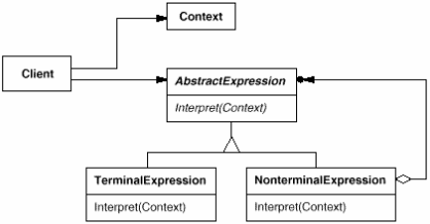 Context
Client
AbstractExpression
Interpret(Context)
TerminalExpression
Interpret(Context)
NonterminalExpression
Interpret(Context)